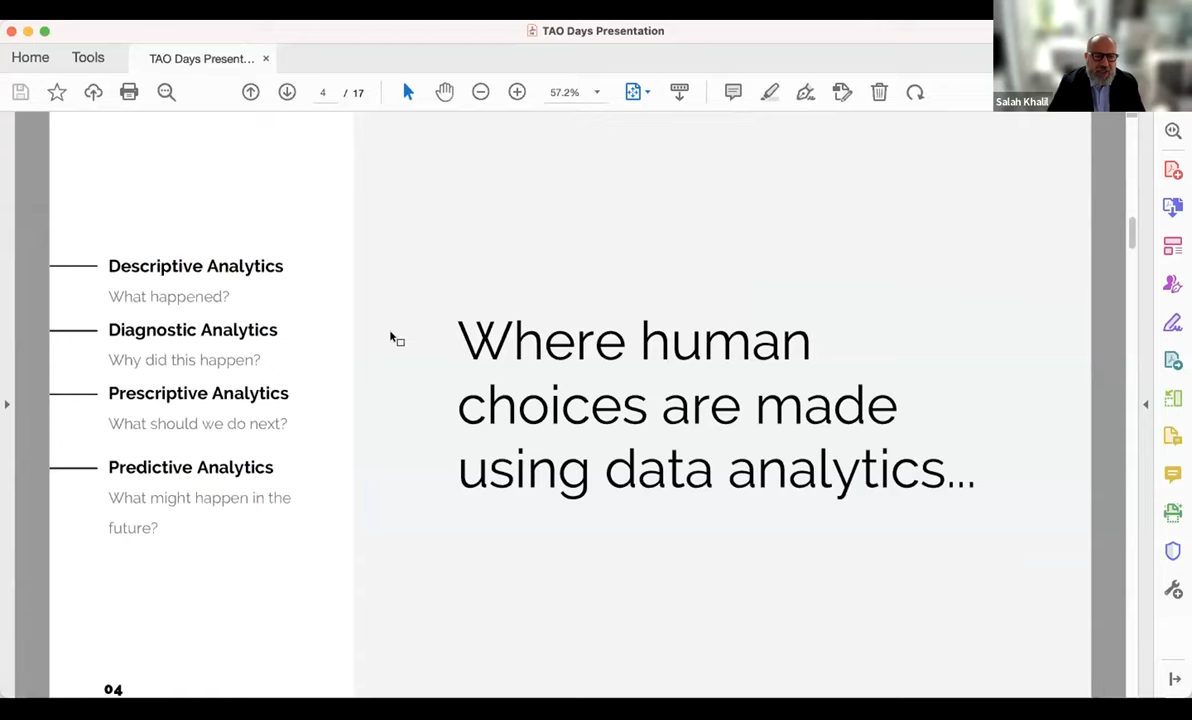 TAO Days Presentation
Home
Tools
TAO Days Present...
4 / 17
57.2%
Salah Khalil
Descriptive Analytics
What happened?
Diagnostic Analytics
Why did this happen?
Prescriptive Analytics
What should we do next?
Predictive Analytics
What might happen in the
future?
04
Where human
choices are made
using data analytics...